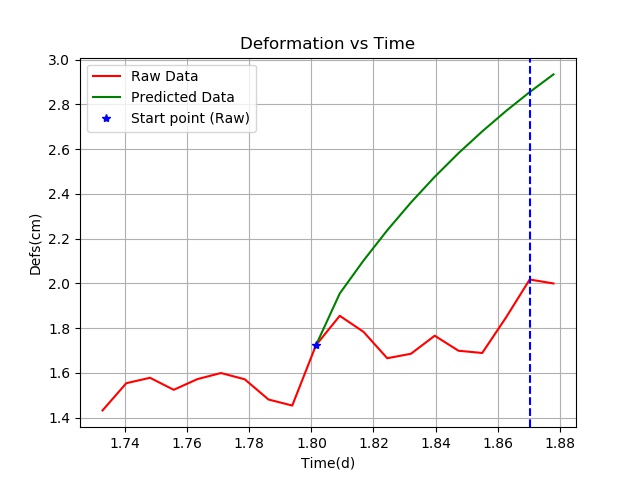 Deformation vs Time
Raw Data
Predicted Data
Start point (Raw)
3.0
2.8
2.6
2.4
2.2
2.0
1.8
1.6
1.4
Defs(cm)
1.74 1.76 1.78 1.80 1.82 1.84 1.86 1.88
Time(d)